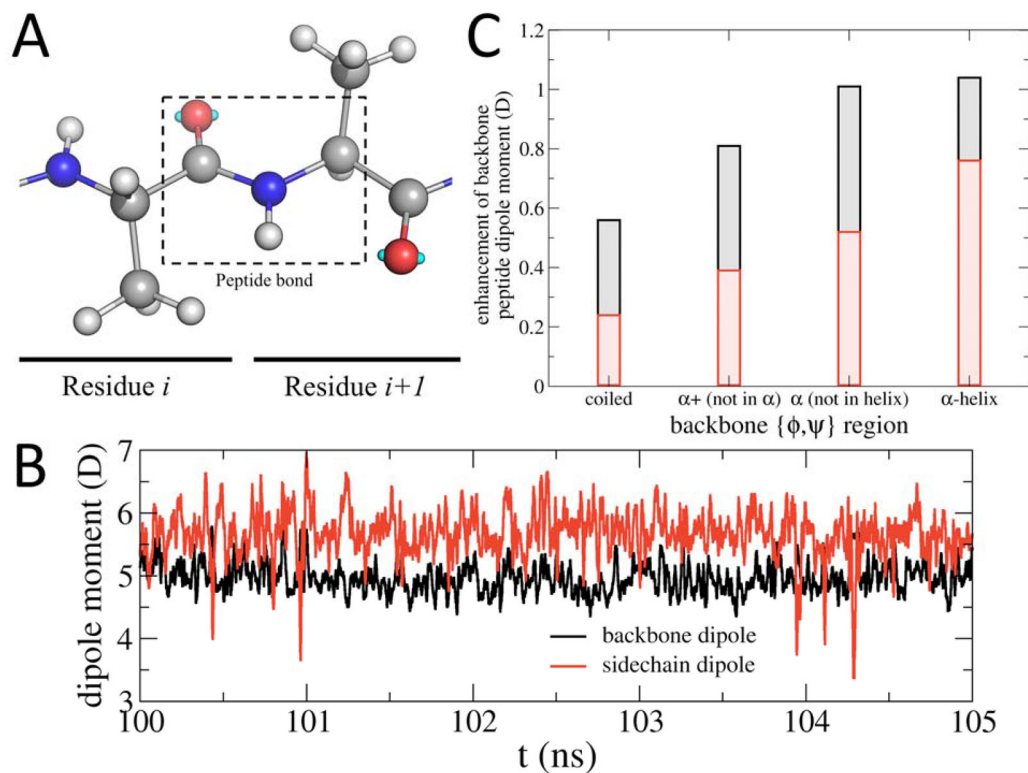 A
Peptide bond
Residue i
Residue i+1
C
enhancement of backbone
peptide dipole moment (D)
1.2
1
0.8
0.6
0.4
0.2
0
coiled
α+ (not in α)
α (not in helix)
α-helix
backbone {ϕ,ψ} region
B
dipole moment (D)
7
6
5
4
3
backbone dipole
sidechain dipole
100
101
102
103
104
105
t (ns)